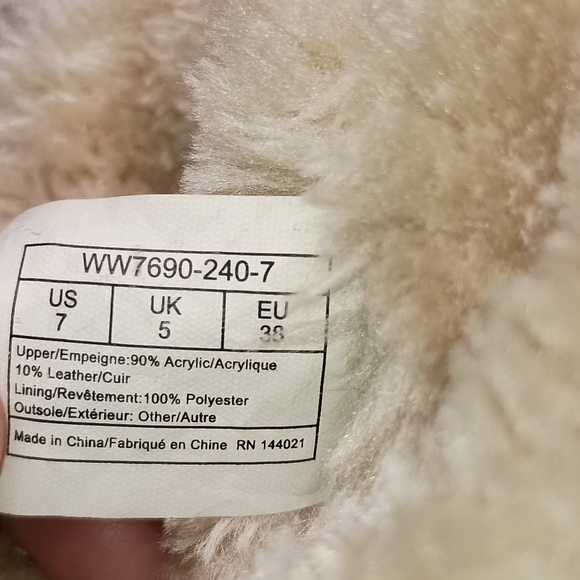 WW7690-240-7
US UK EU
7 5 38
Upper/Empeigne:90% Acrylic/Acrylique
10% Leather/Cuir
Lining/Revêtement:100% Polyester
Outsole/Extérieur: Other/Autre
Made in China/Fabriqué en Chine RN 144021